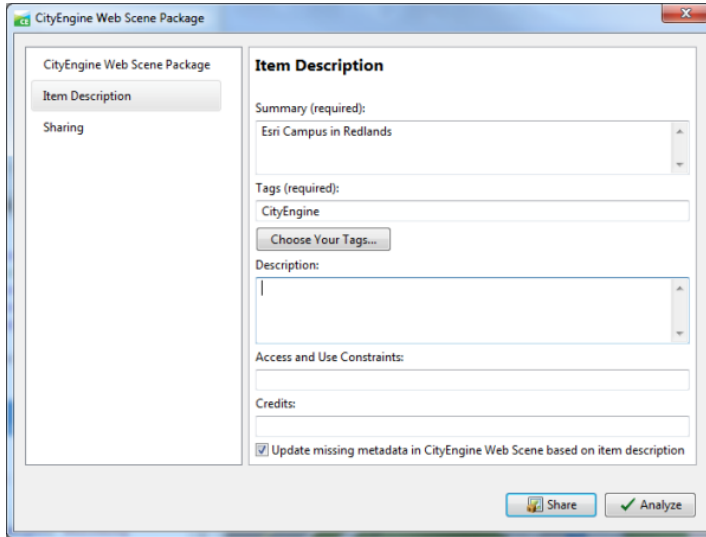 CityEngine Web Scene Package
CityEngine Web Scene Package
Item Description
Sharing
Item Description
Summary (required):
Esri Campus in Redlands
Tags (required):
CityEngine
Choose Your Tags...
Description:
Access and Use Constraints:
Credits:
Update missing metadata in CityEngine Web Scene based on item description
Share
Analyze